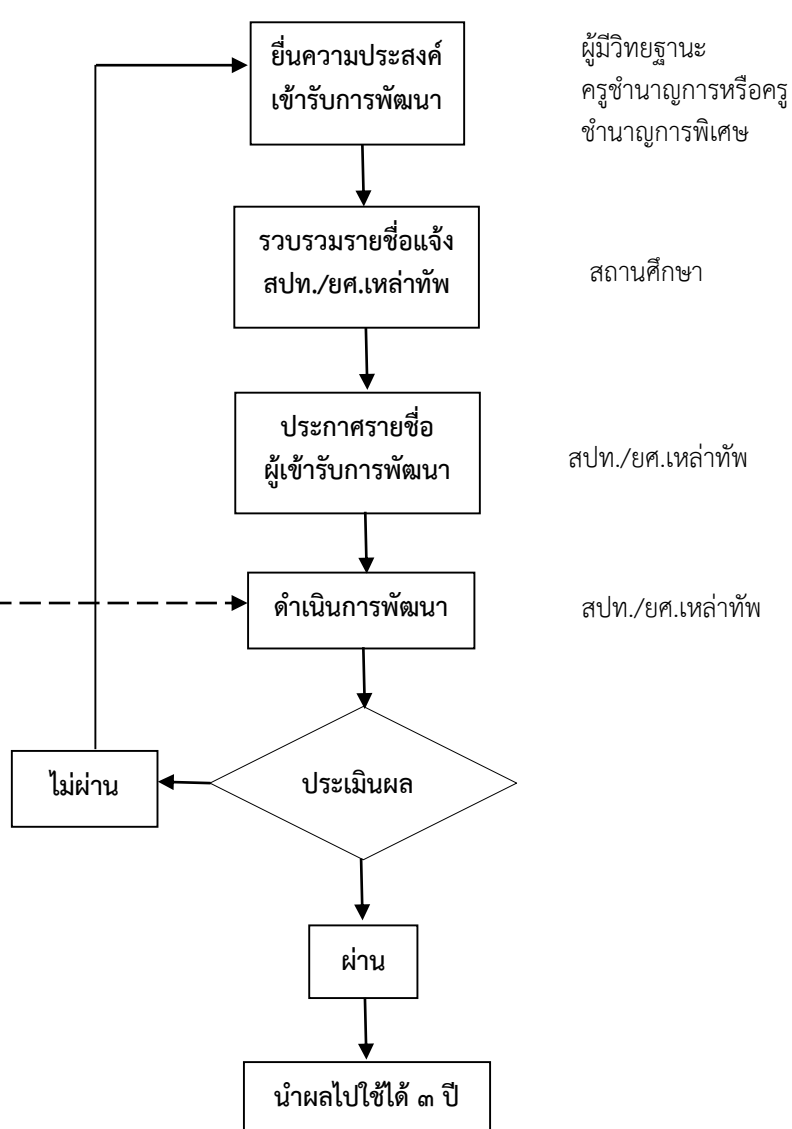 ยื่นความประสงค์
เข้ารับการพัฒนา
ผู้มีวิทยฐานะ
ครูชำนาญการหรือครู
ชำนาญการพิเศษ
รวบรวมรายชื่อแจ้ง
สปท./ยศ.เหล่าทัพ
สถานศึกษา
ประกาศรายชื่อ
ผู้เข้ารับการพัฒนา
สปท./ยศ.เหล่าทัพ
ดำเนินการพัฒนา
สปท./ยศ.เหล่าทัพ
ไม่ผ่าน
ประเมินผล
ผ่าน
นำผลไปใช้ได้ ๓ ปี